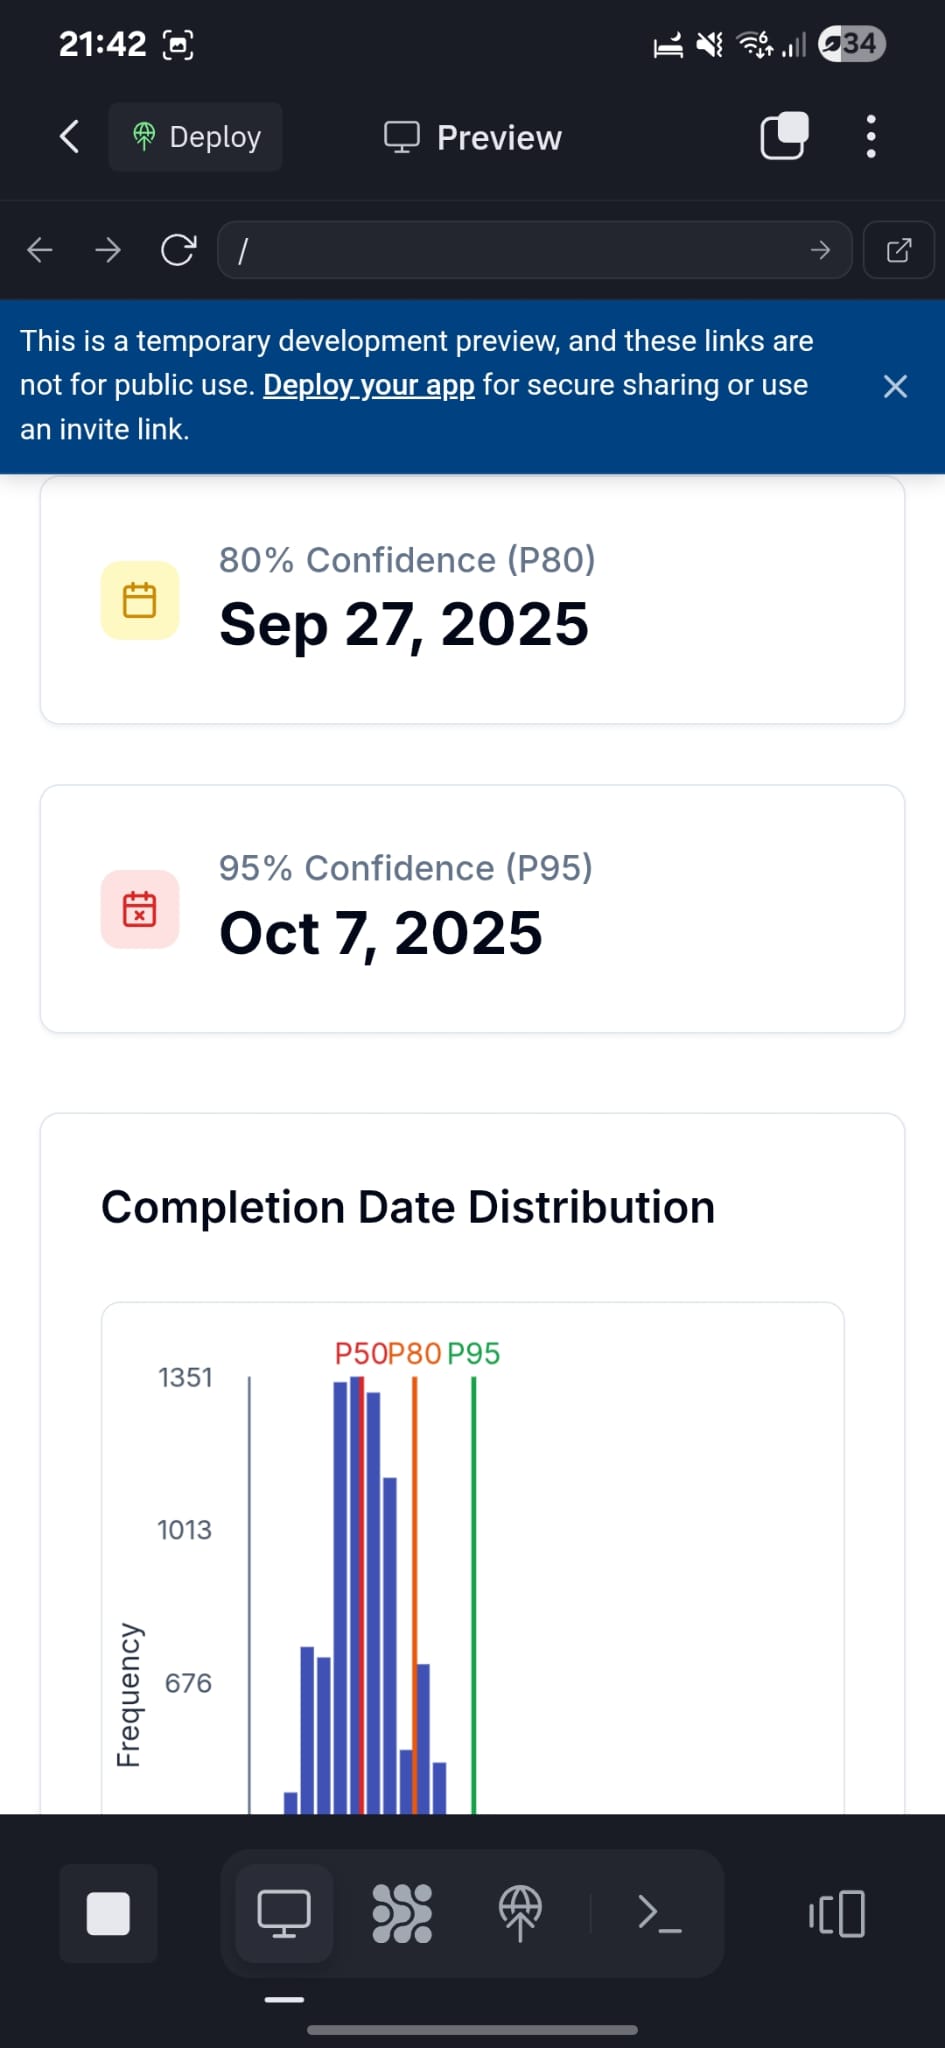 21:42
34
Deploy
Preview
/
This is a temporary development preview, and these links are
not for public use. Deploy your app for secure sharing or use
an invite link.
80% Confidence (P80)
Sep 27, 2025
95% Confidence (P95)
Oct 7, 2025
Completion Date Distribution
P50 P80 P95
1351
1013
676
Frequency